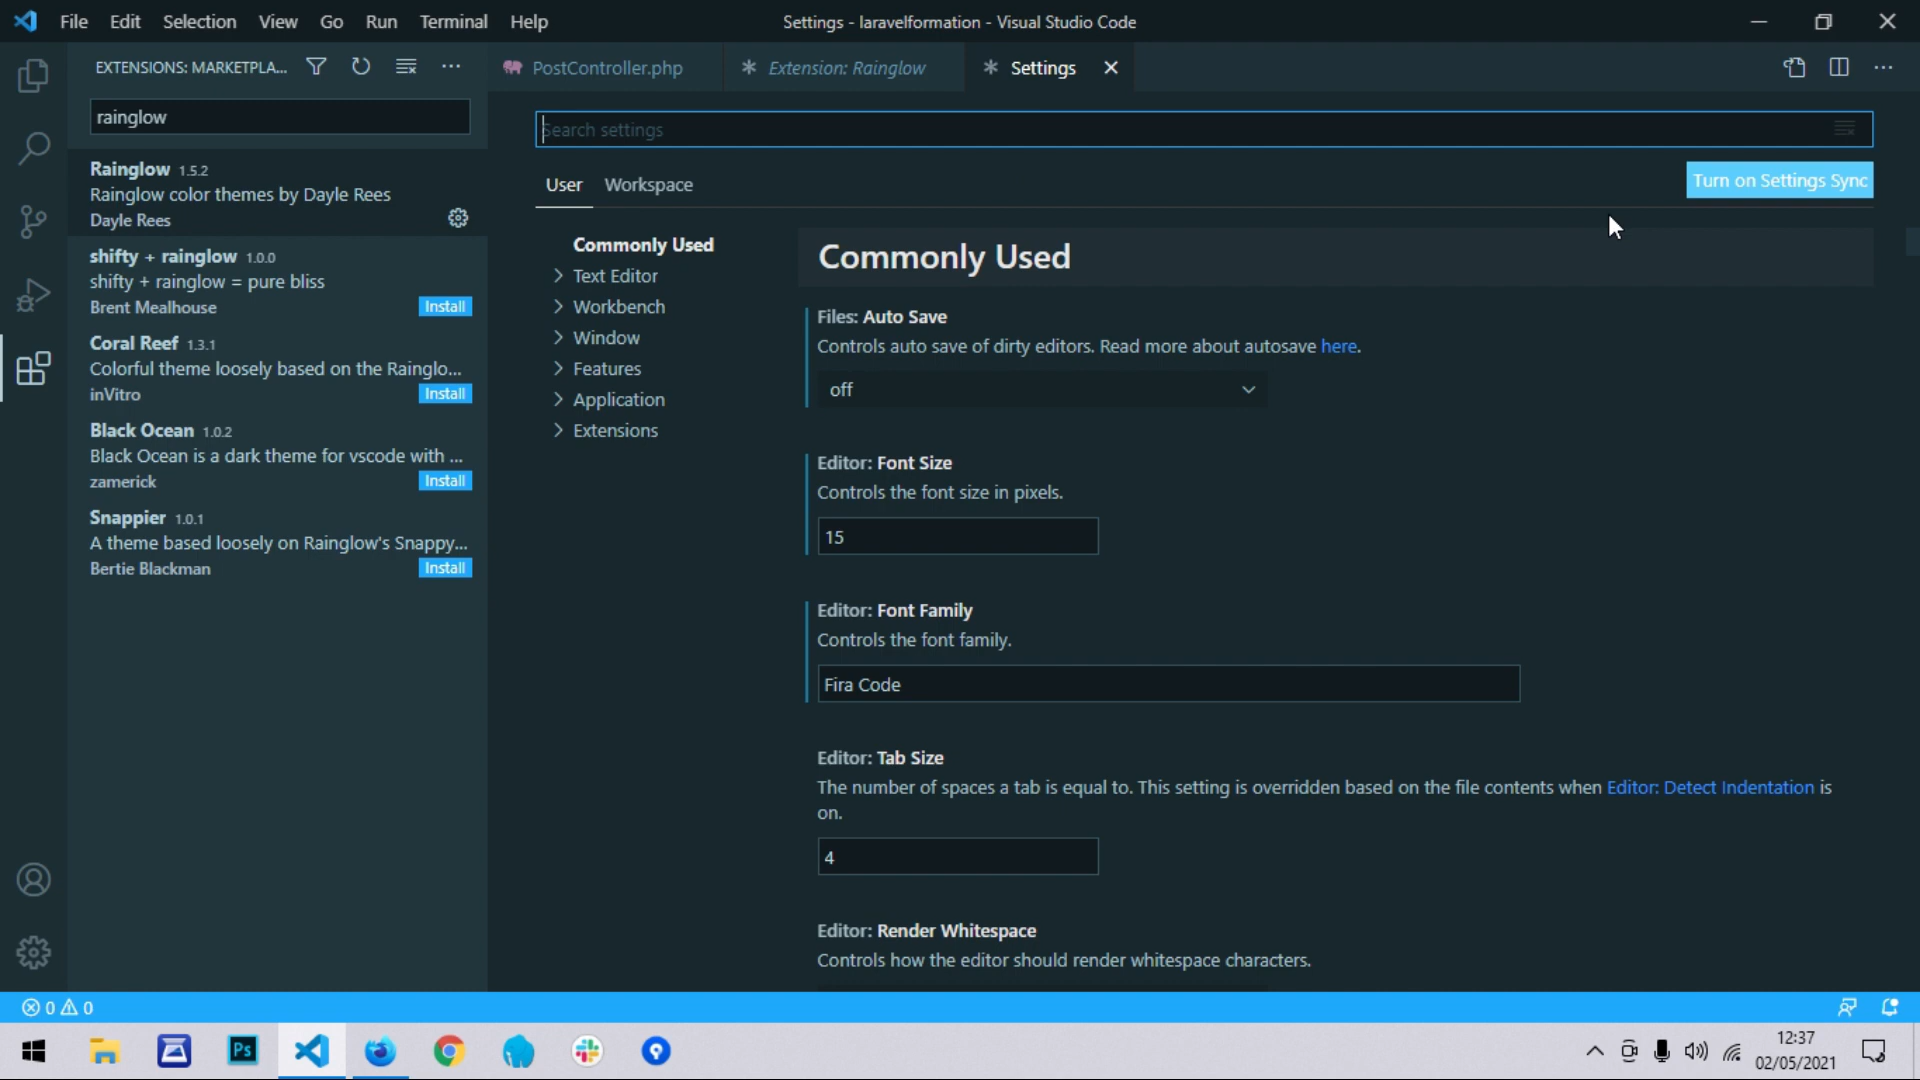 File Edit Selection View Go Run Terminal Help
Settings - laravelformation - Visual Studio Code
EXTENSIONS: MARKETPLA...
PostController.php
Extension: Rainglow
Settings
rainglow
Search settings
Rainglow 1.5.2
Rainglow color themes by Dayle Rees
Dayle Rees
shifty + rainglow 1.0.0
shifty + rainglow = pure bliss
Brent Mealhouse
Install
Coral Reef 1.3.1
Colorful theme loosely based on the Rainglo...
inVitro
Install
Black Ocean 1.0.2
Black Ocean is a dark theme for vscode with ...
zamerick
Install
Snappier 1.0.1
A theme based loosely on Rainglow's Snappy...
Bertie Blackman
Install
User Workspace
Turn on Settings Sync
Commonly Used
Text Editor
Workbench
Window
Features
Application
Extensions
Commonly Used
Files: Auto Save
Controls auto save of dirty editors. Read more about autosave here.
off
Editor: Font Size
Controls the font size in pixels.
15
Editor: Font Family
Controls the font family.
Fira Code
Editor: Tab Size
The number of spaces a tab is equal to. This setting is overridden based on the file contents when Editor: Detect Indentation is
on.
4
Editor: Render Whitespace
Controls how the editor should render whitespace characters.
0 0
Ps
12:37
02/05/2021